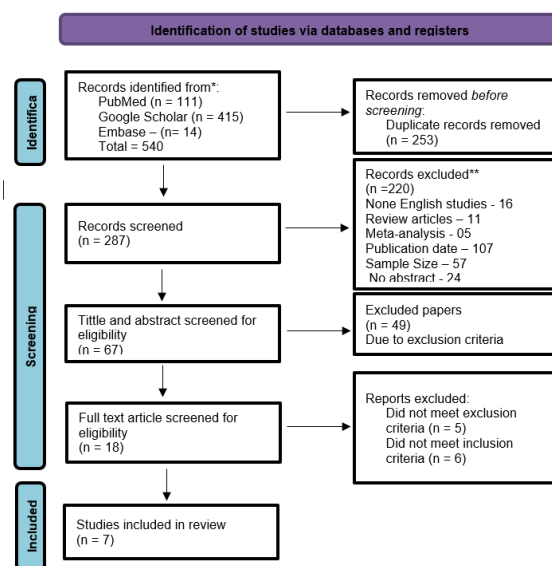 Identification of studies via databases and registers
Identifica
Records identified from*:
PubMed (n = 111)
Google Scholar (n = 415)
Embase – (n= 14)
Total = 540
Records removed before
screening:
Duplicate records removed
(n = 253)
Screening
Records screened
(n = 287)
Records excluded**
(n =220)
None English studies - 16
Review articles – 11
Meta-analysis - 05
Publication date – 107
Sample Size – 57
No abstract - 24
Tittle and abstract screened for
eligibility
(n = 67)
Excluded papers
(n = 49)
Due to exclusion criteria
Full text article screened for
eligibility
(n = 18)
Reports excluded:
Did not meet exclusion
criteria (n = 5)
Did not meet inclusion
criteria (n = 6)
Included
Studies included in review
(n = 7)